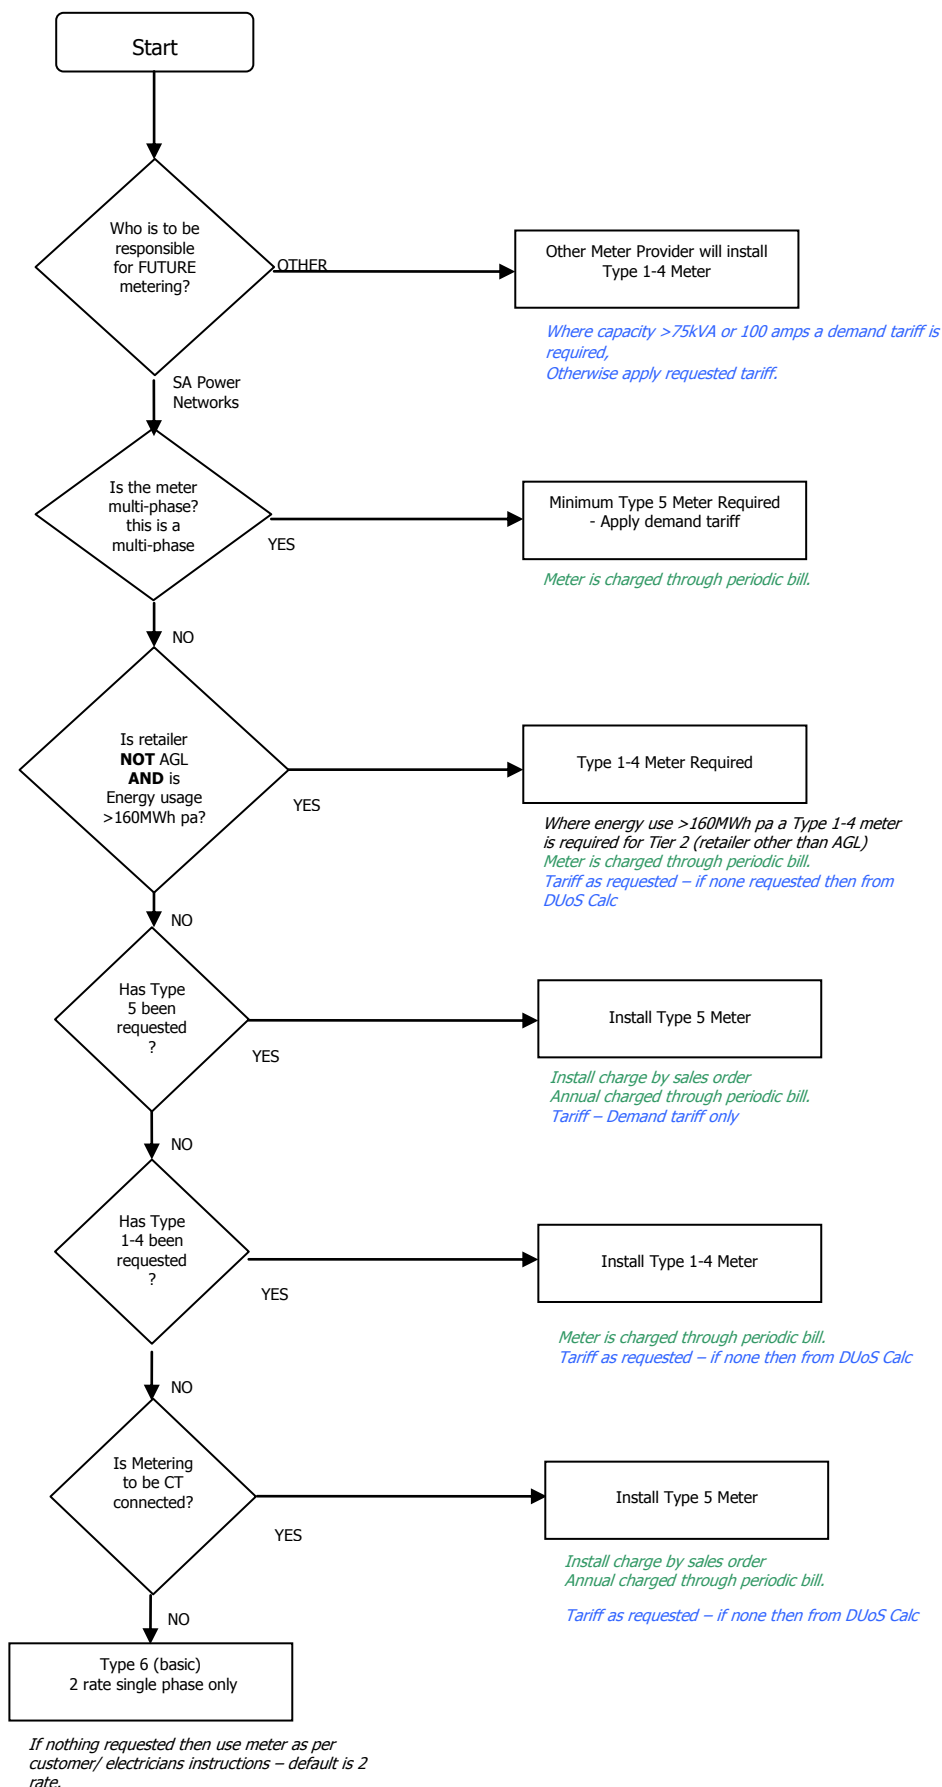 Start
Who is to be
responsible
for FUTURE
metering?
OTHER
Other Meter Provider will install
Type 1-4 Meter
Where capacity >75kVA or 100 amps a demand tariff is
required,
Otherwise apply requested tariff.
SA Power
Networks
Is the meter
multi-phase?
this is a
multi-phase
YES
Minimum Type 5 Meter Required
- Apply demand tariff
Meter is charged through periodic bill.
NO
Is retailer
NOT AGL
AND is
Energy usage
>160MWh pa?
YES
Type 1-4 Meter Required
Where energy use >160MWh pa a Type 1-4 meter
is required for Tier 2 (retailer other than AGL)
Meter is charged through periodic bill.
Tariff as requested – if none requested then from
DUoS Calc
NO
Has Type
5 been
requested
?
YES
Install Type 5 Meter
Install charge by sales order
Annual charged through periodic bill.
Tariff – Demand tariff only
NO
Has Type
1-4 been
requested
?
YES
Install Type 1-4 Meter
Meter is charged through periodic bill.
Tariff as requested – if none then from DUoS Calc
NO
Is Metering
to be CT
connected?
YES
Install Type 5 Meter
Install charge by sales order
Annual charged through periodic bill.
Tariff as requested – if none then from DUoS Calc
NO
Type 6 (basic)
2 rate single phase only
If nothing requested then use meter as per
customer/ electricians instructions – default is 2
rate.